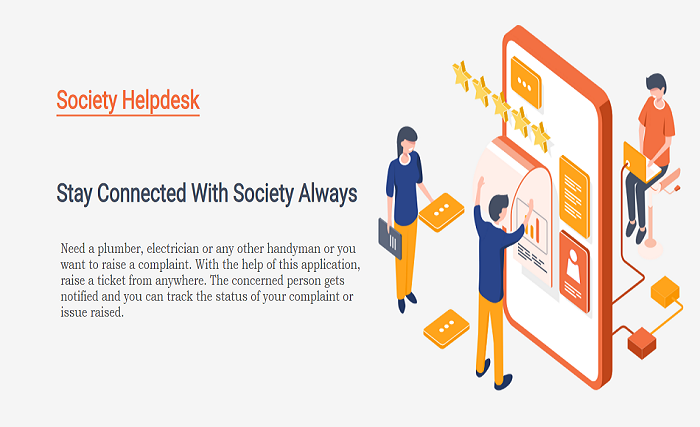 Society Helpdesk
Stay Connected With Society Always
Need a plumber, electrician or any other handyman or you
want to raise a complaint. With the help of this application,
raise a ticket from anywhere. The concerned person gets
notified and you can track the status of your complaint or
issue raised.